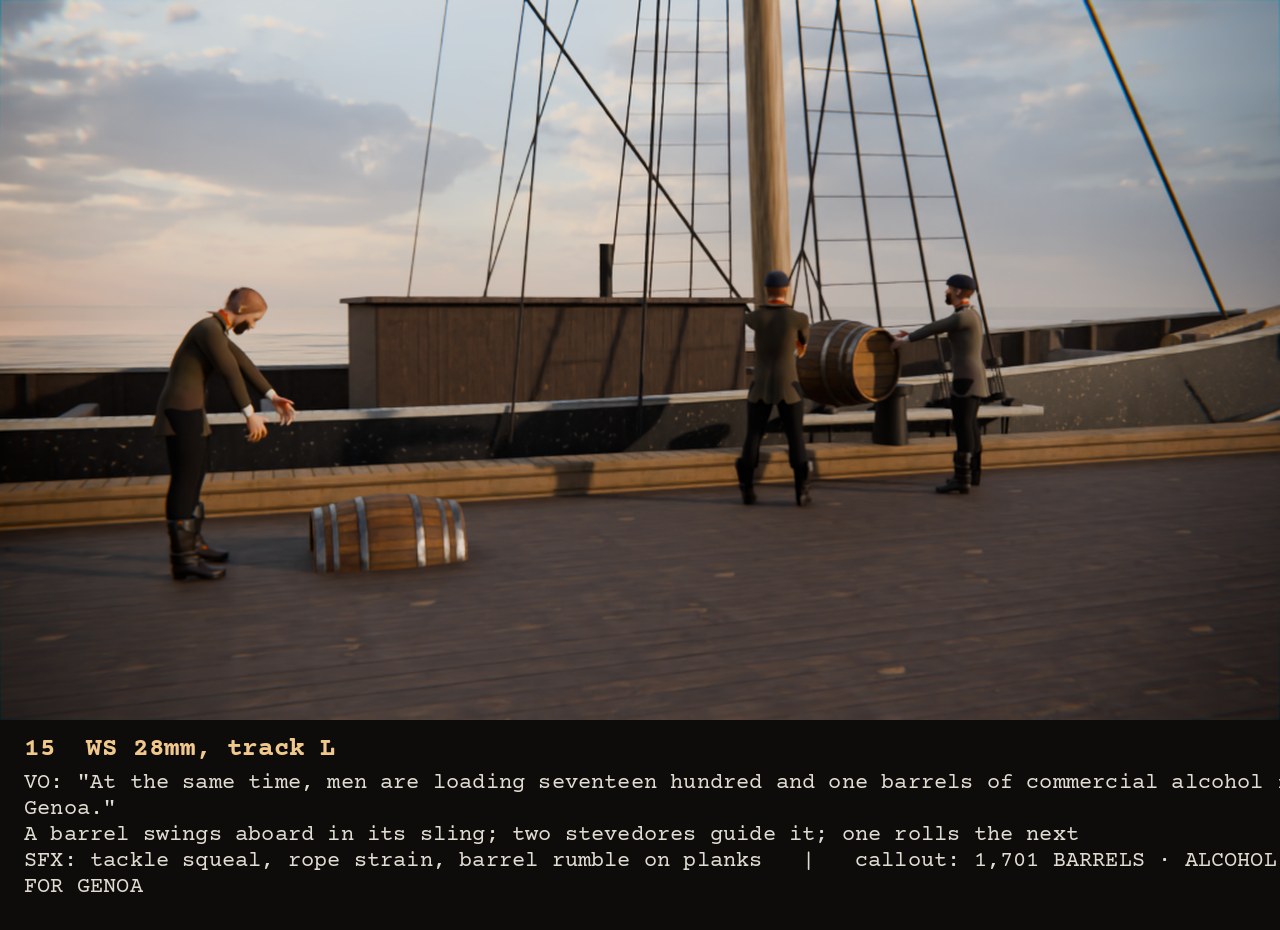 15  WS 28mm, track L
VO: "At the same time, men are loading seventeen hundred and one barrels of commercial alcohol
Genoa."
A barrel swings aboard in its sling; two stevedores guide it; one rolls the next
SFX: tackle squeal, rope strain, barrel rumble on planks   |   callout: 1,701 BARRELS · ALCOHOL
FOR GENOA